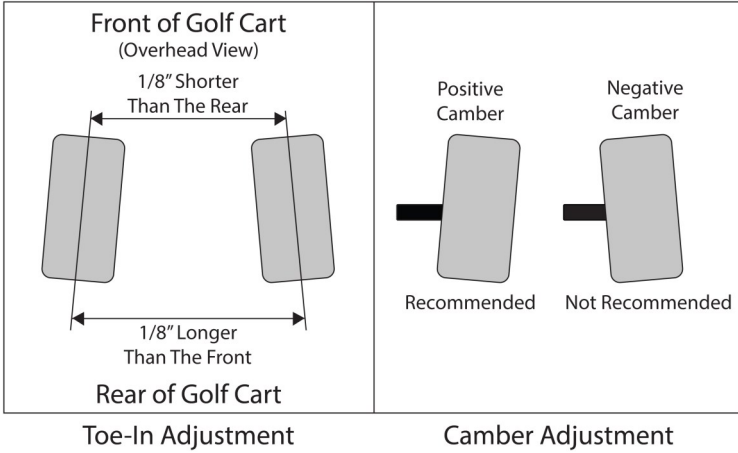 Front of Golf Cart
(Overhead View)
1/8” Shorter
Than The Rear
1/8” Longer
Than The Front
Rear of Golf Cart
Toe-In Adjustment
Positive
Camber
Negative
Camber
Recommended
Not Recommended
Camber Adjustment